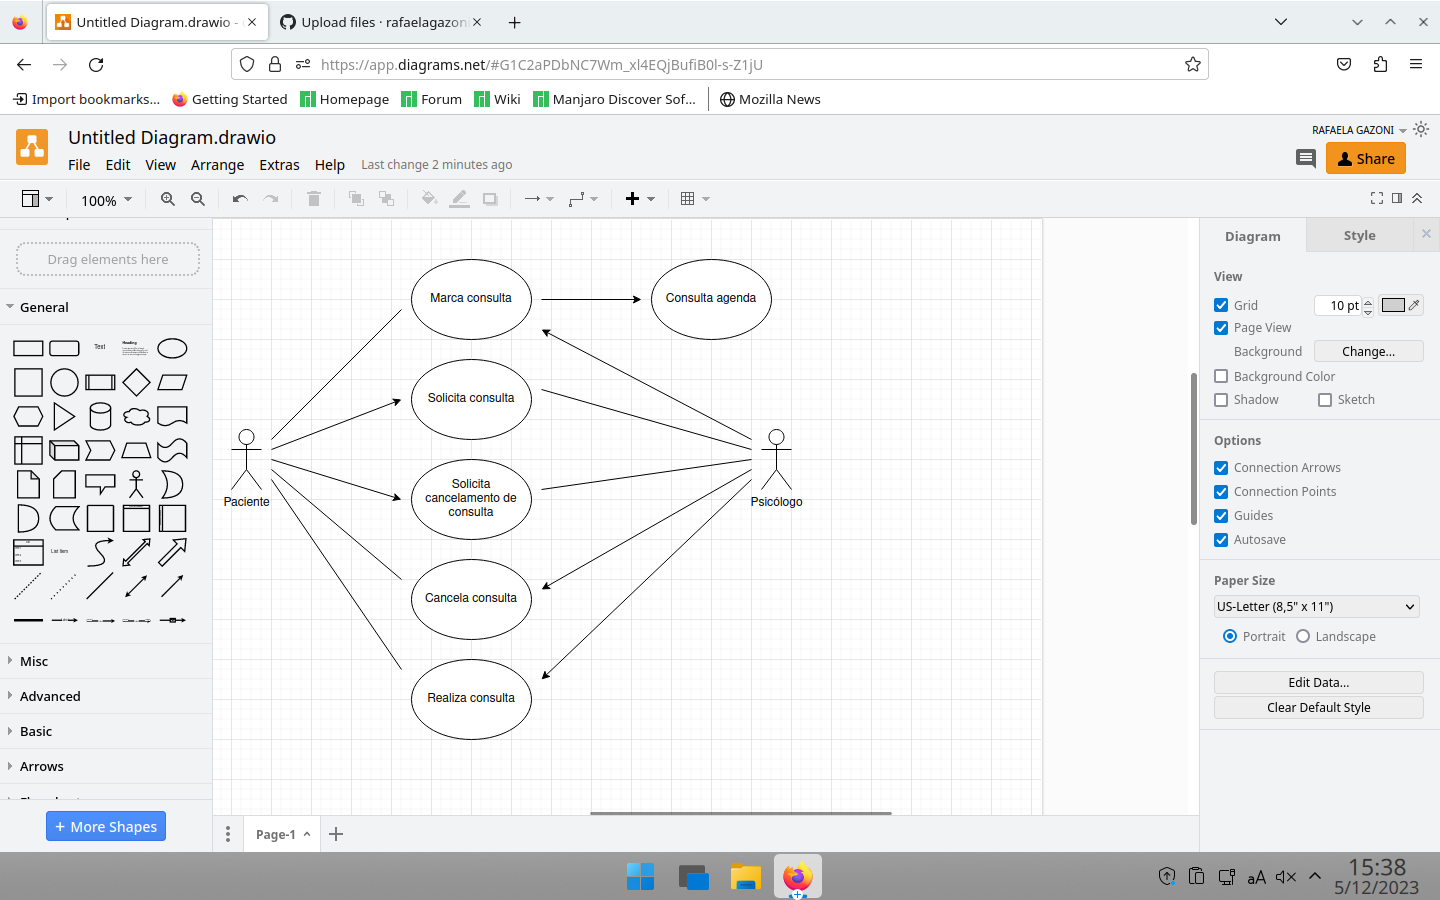 Untitled Diagram.drawio -
Upload files · rafaelagazon
https://app.diagrams.net/#G1C2aPDbNC7Wm_xl4EQjBufiB0l-s-Z1jU
Import bookmarks...
Getting Started
Homepage
Forum
Wiki
Manjaro Discover Sof...
Mozilla News
Untitled Diagram.drawio
RAFAELA GAZONI
File
Edit
View
Arrange
Extras
Help
Last change 2 minutes ago
Share
100%
Drag elements here
General
Text
Heading
List Item
Misc
Advanced
Basic
Arrows
+ More Shapes
Marca consulta
Consulta agenda
Solicita consulta
Paciente
Solicita
cancelamento de
consulta
Psicólogo
Cancela consulta
Realiza consulta
Page-1
Diagram
Style
View
Grid
10 pt
Page View
Background
Change...
Background Color
Shadow
Sketch
Options
Connection Arrows
Connection Points
Guides
Autosave
Paper Size
US-Letter (8,5" x 11")
Portrait
Landscape
Edit Data...
Clear Default Style
aA
15:38
5/12/2023